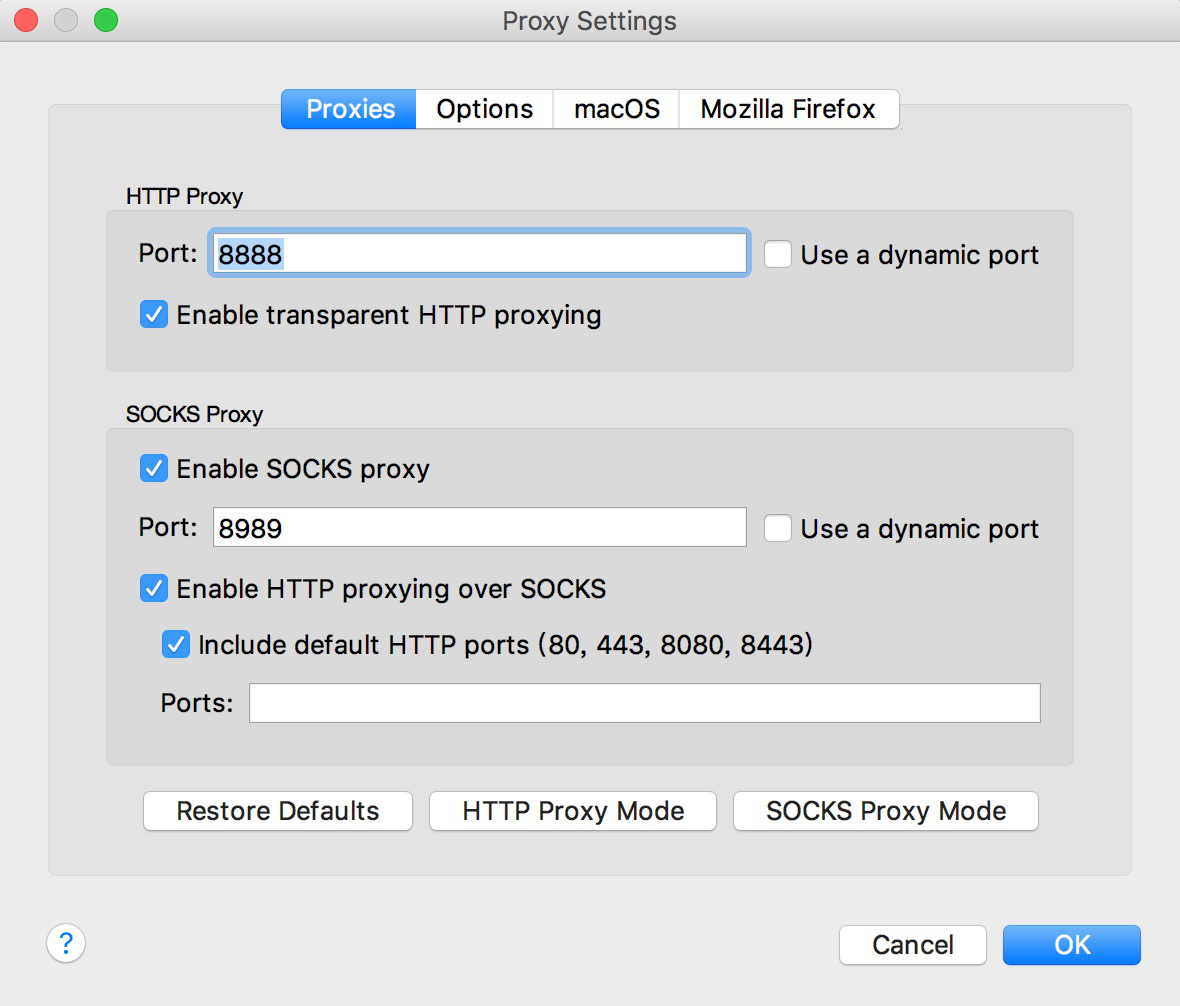 Proxy Settings
Proxies Options macOS Mozilla Firefox
HTTP Proxy
Port: 8888 Use a dynamic port
Enable transparent HTTP proxying
SOCKS Proxy
Enable SOCKS proxy
Port: 8989 Use a dynamic port
Enable HTTP proxying over SOCKS
Include default HTTP ports (80, 443, 8080, 8443)
Ports:
Restore Defaults HTTP Proxy Mode SOCKS Proxy Mode
? Cancel OK